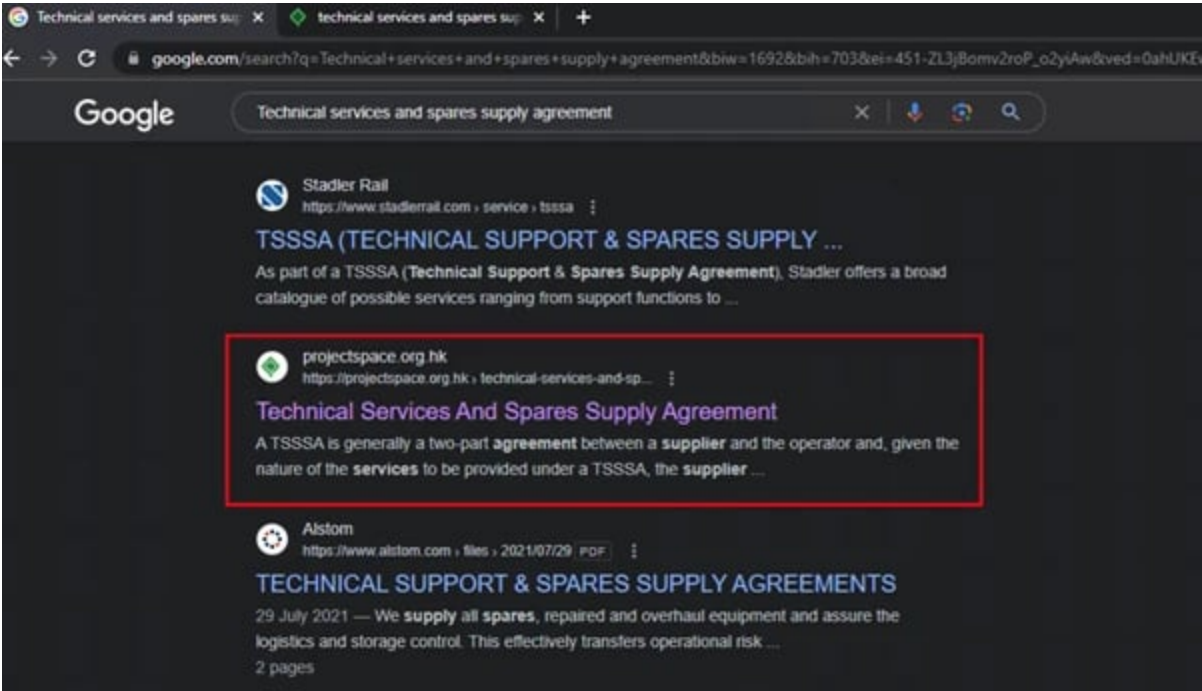 Technical services and spares sup
technical services and spares sup
google.com/search?q=Technical+services+and+spares+supply+agreement&biw=1692&bih=703&ei=451-ZL3jBomv2roP_o2yiAw&ved=0ahUKEw
Google
Technical services and spares supply agreement
Stadler Rail
https://www.stadlerrail.com › service › tsssa
TSSSA (TECHNICAL SUPPORT & SPARES SUPPLY ...
As part of a TSSSA (Technical Support & Spares Supply Agreement), Stadler offers a broad
catalogue of possible services ranging from support functions to ...
projectspace.org.hk
https://projectspace.org.hk › technical-services-and-sp...
Technical Services And Spares Supply Agreement
A TSSSA is generally a two-part agreement between a supplier and the operator and, given the
nature of the services to be provided under a TSSSA, the supplier ...
Alstom
https://www.alstom.com › files › 2021/07/29 PDF
TECHNICAL SUPPORT & SPARES SUPPLY AGREEMENTS
29 July 2021 — We supply all spares, repaired and overhaul equipment and assure the
logistics and storage control. This effectively transfers operational risk ...
2 pages